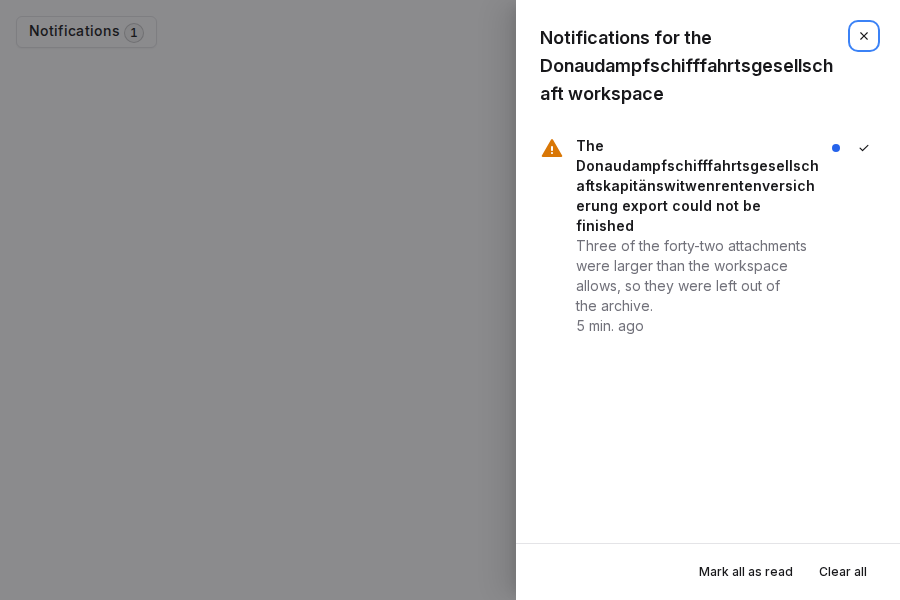 Notifications 1
Notifications for the
Donaudampfschifffahrtsgesellsch
aft workspace
The
Donaudampfschifffahrtsgesellsch
aftskapitänswitwenrentenversich
erung export could not be
finished
Three of the forty-two attachments
were larger than the workspace
allows, so they were left out of
the archive.
5 min. ago
Mark all as read
Clear all